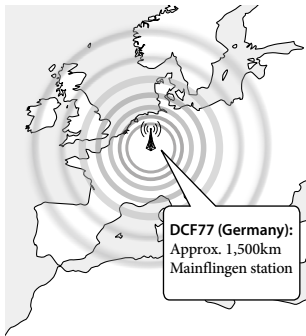 DCF77 (Germany):
Approx. 1,500km
Mainflingen station